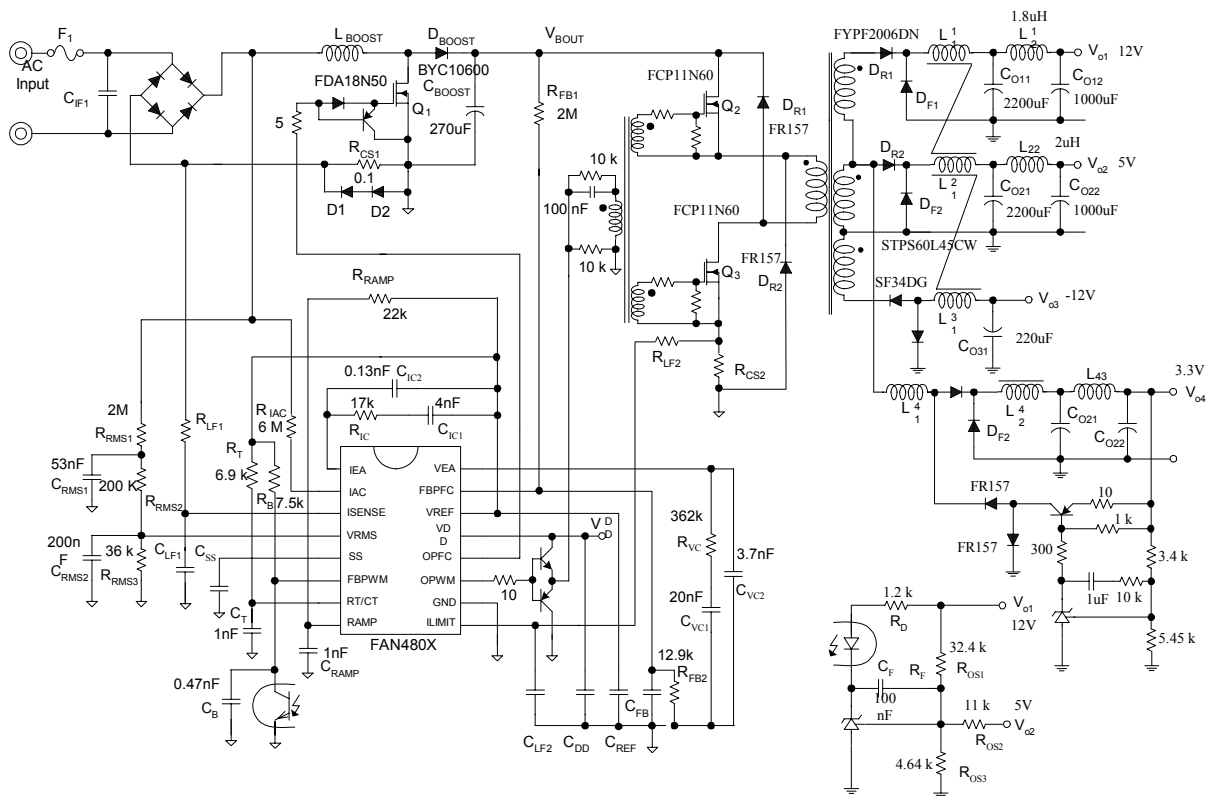 F1
AC
Input
CIF1
LBOOST
DBOOST
BYC10600
VBOUT
FDA18N50
CBOOST
Q1
270uF
5
RCS1
0.1
D1
D2
RFB1
2M
10 k
100 nF
10 k
FCP11N60
Q2
DR1
FR157
FCP11N60
Q3
FR157
DR2
RLF2
RCS2
FYPF2006DN
DR1
DF1
L11
1.8uH
L12
Vo1 12V
CO11
2200uF
CO12
1000uF
DR2
DF2
L21
2uH
L22
Vo2 5V
CO21
2200uF
CO22
1000uF
STPS60L45CW
SF34DG
L31
Vo3 -12V
CO31
220uF
L41
DF2
L42
L43
3.3V
Vo4
CO21
CO22
FR157
FR157
10
1 k
300
3.4 k
1uF
10 k
5.45 k
1.2 k
RD
Vo1
12V
32.4 k
ROS1
CF
RF
100
nF
11 k
ROS2
5V
Vo2
4.64 k
ROS3
RRAMP
22k
0.13nF
CIC2
17k
RIC
4nF
CIC1
2M
RRMS1
53nF
CRMS1
200 K
RRMS2
200n
F
CRMS2
36 k
RRMS3
RLF1
CLF1
CSS
RIAC
6 M
RT
6.9 k
RB
7.5k
CT
1nF
1nF
CRAMP
0.47nF
CB
IEA
IAC
ISENSE
VRMS
SS
FBPWM
RT/CT
RAMP
VEA
FBPFC
VREF
VD
D
OPFC
OPWM
GND
ILIMIT
FAN480X
10
VD
D
362k
RVC
20nF
CVC1
3.7nF
CVC2
12.9k
RFB2
CFB
CLF2
CDD
CREF